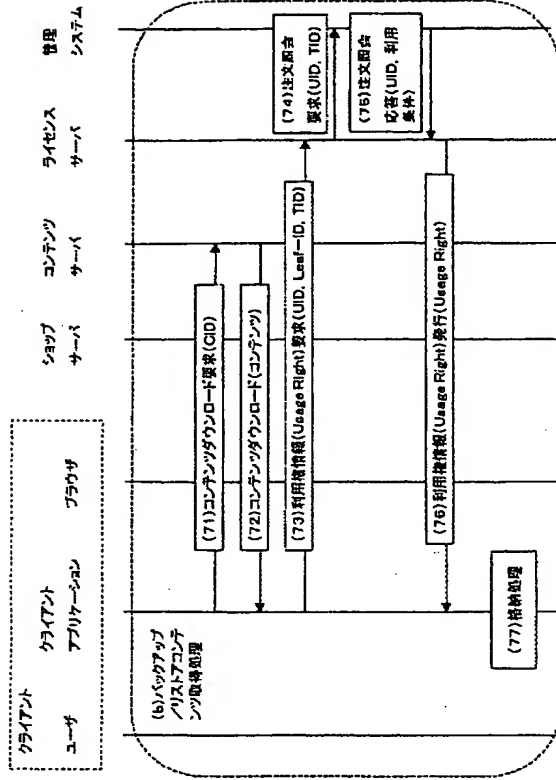 クライアント
ユーザ
クライアント
アプリケーション
ブラウザ
ショップ
サーバ
コンテンツ
サーバ
ライセンス
サーバ
管理
システム
(b)バックアップ
/リストアコンテ
ンツ取得処理
(71)コンテンツダウンロード要求(CID)
(72)コンテンツダウンロード(コンテンツ)
(73)利用権情報(Usage Right)要求(UID, Leaf-ID, TID)
(74)注文照会
要求(UID, TID)
(75)注文照会
応答(UID, 利用
条件)
(76)利用権情報(Usage Right)発行(Usage Right)
(77)格納処理